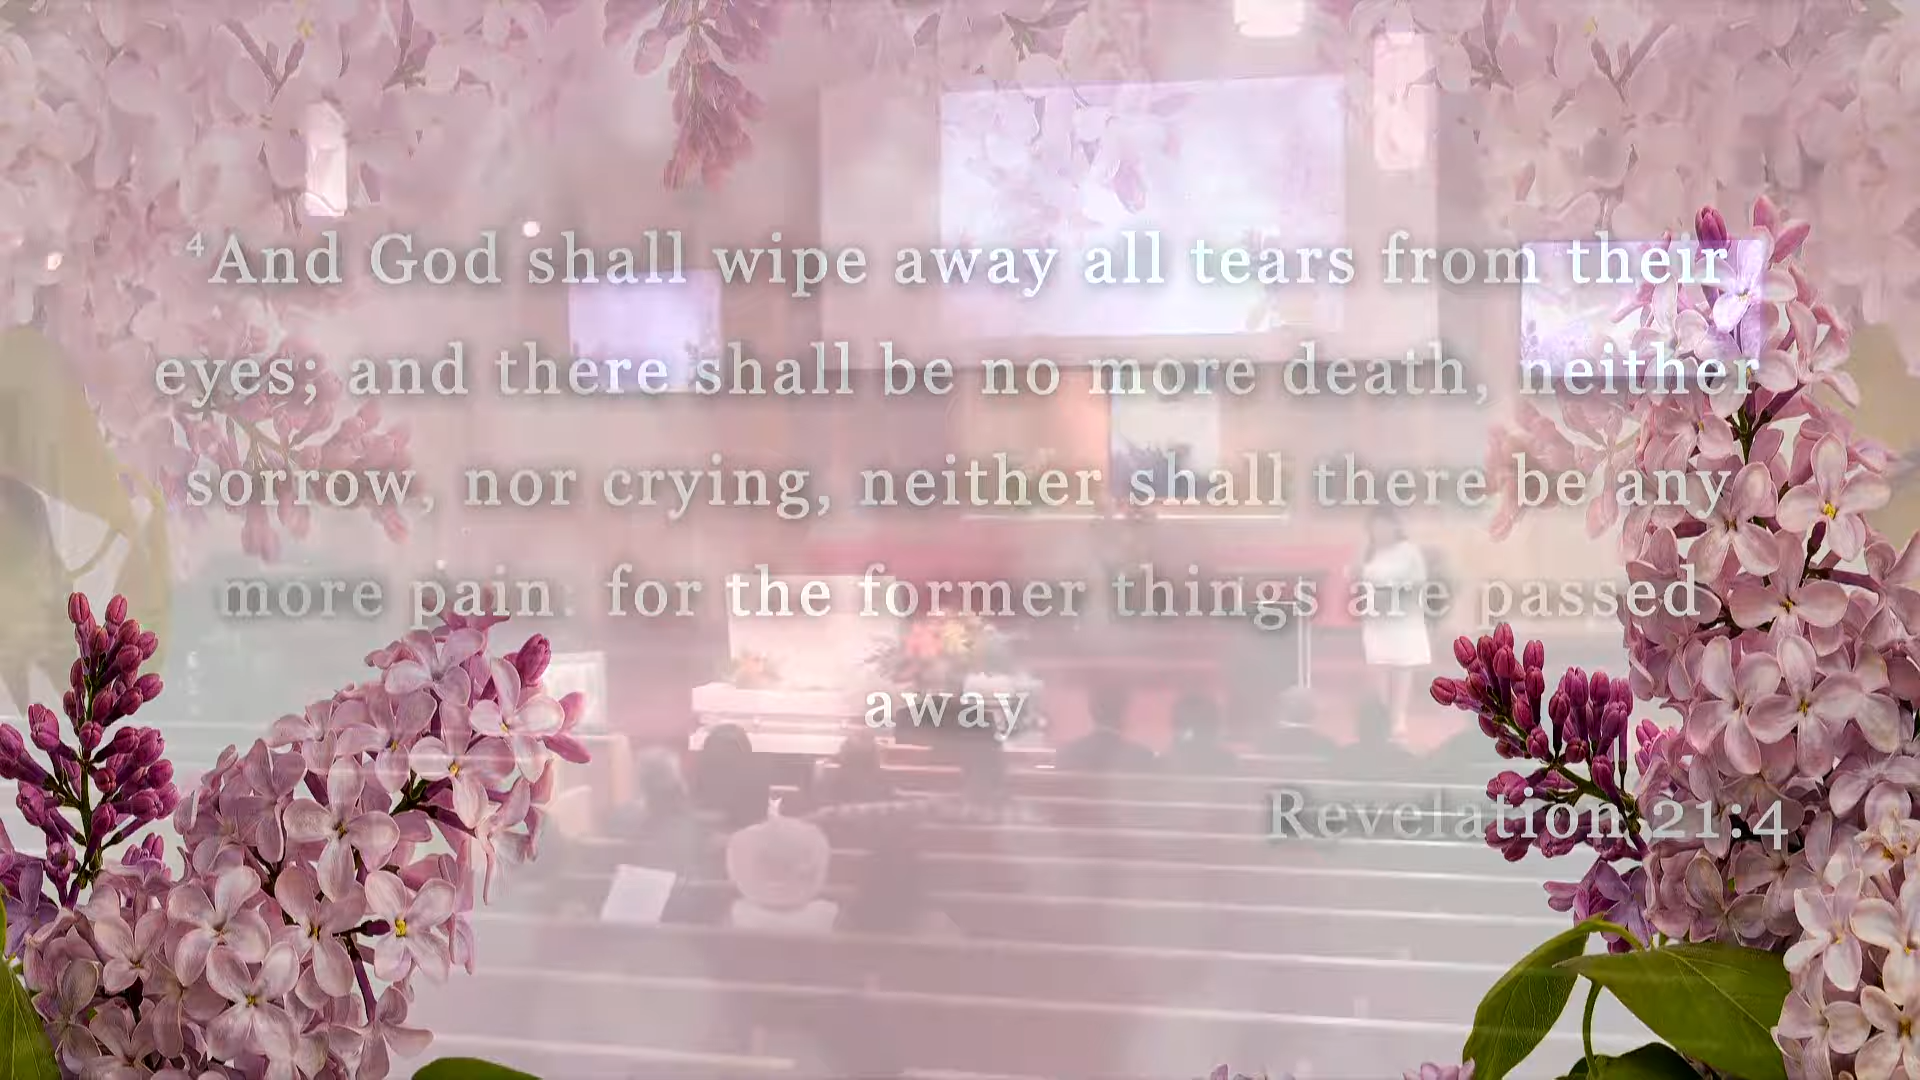 4And God shall wipe away all tears from their
eyes; and there shall be no more death, neither
sorrow, nor crying, neither shall there be any
more pain: for the former things are passed
away
Revelation 21:4